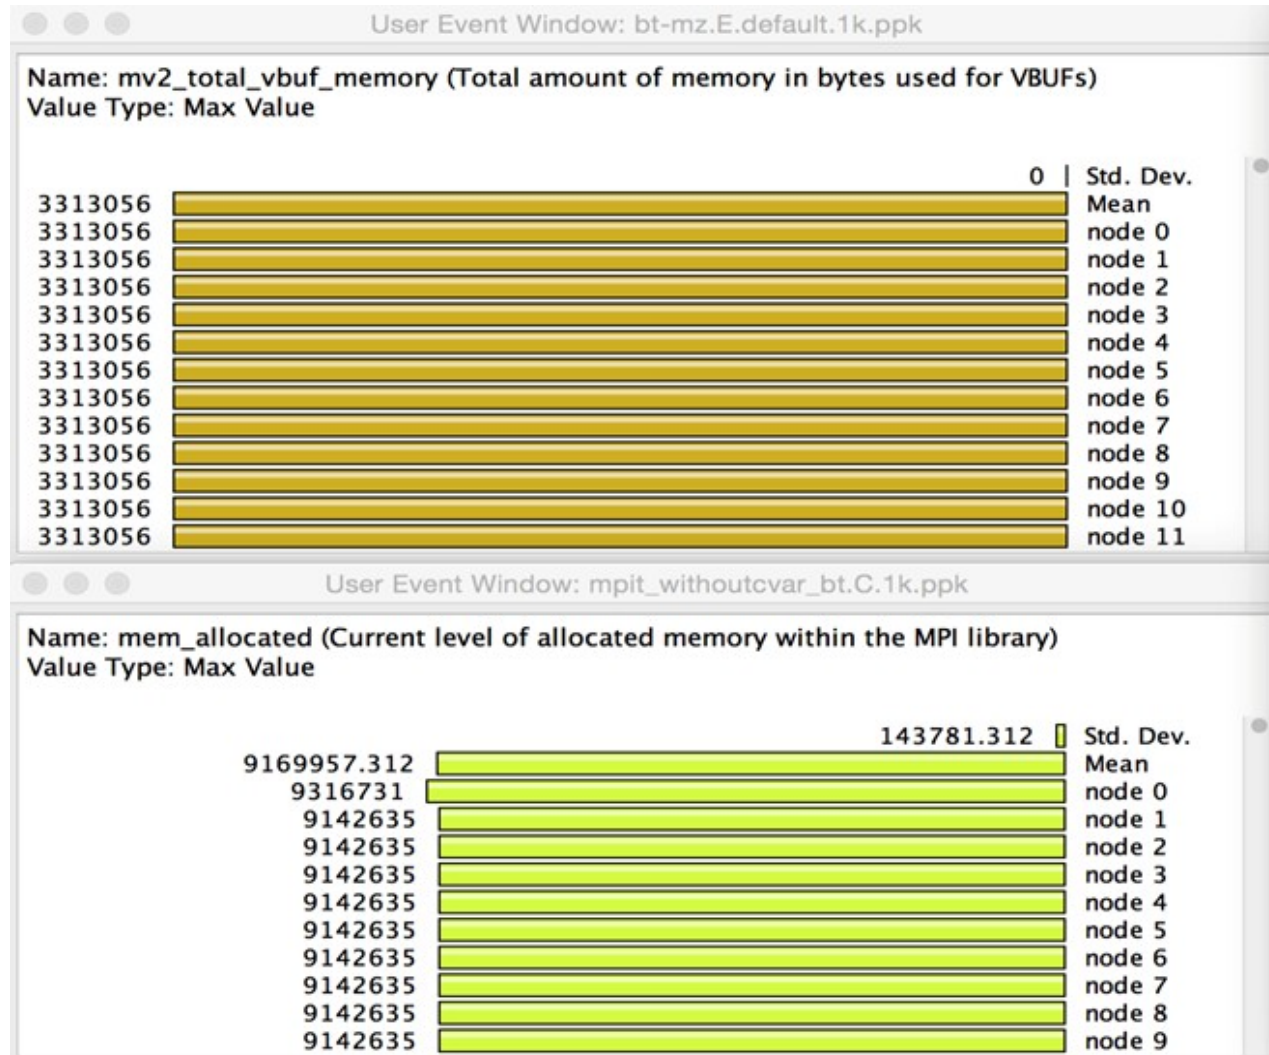 User Event Window: bt-mz.E.default.1k.ppk
Name: mv2_total_vbuf_memory (Total amount of memory in bytes used for VBUFs)
Value Type: Max Value
0 Std. Dev.
3313056 Mean
3313056 node 0
3313056 node 1
3313056 node 2
3313056 node 3
3313056 node 4
3313056 node 5
3313056 node 6
3313056 node 7
3313056 node 8
3313056 node 9
3313056 node 10
3313056 node 11
User Event Window: mpit_withoutcvar_bt.C.1k.ppk
Name: mem_allocated (Current level of allocated memory within the MPI library)
Value Type: Max Value
143781.312 Std. Dev.
9169957.312 Mean
9316731 node 0
9142635 node 1
9142635 node 2
9142635 node 3
9142635 node 4
9142635 node 5
9142635 node 6
9142635 node 7
9142635 node 8
9142635 node 9